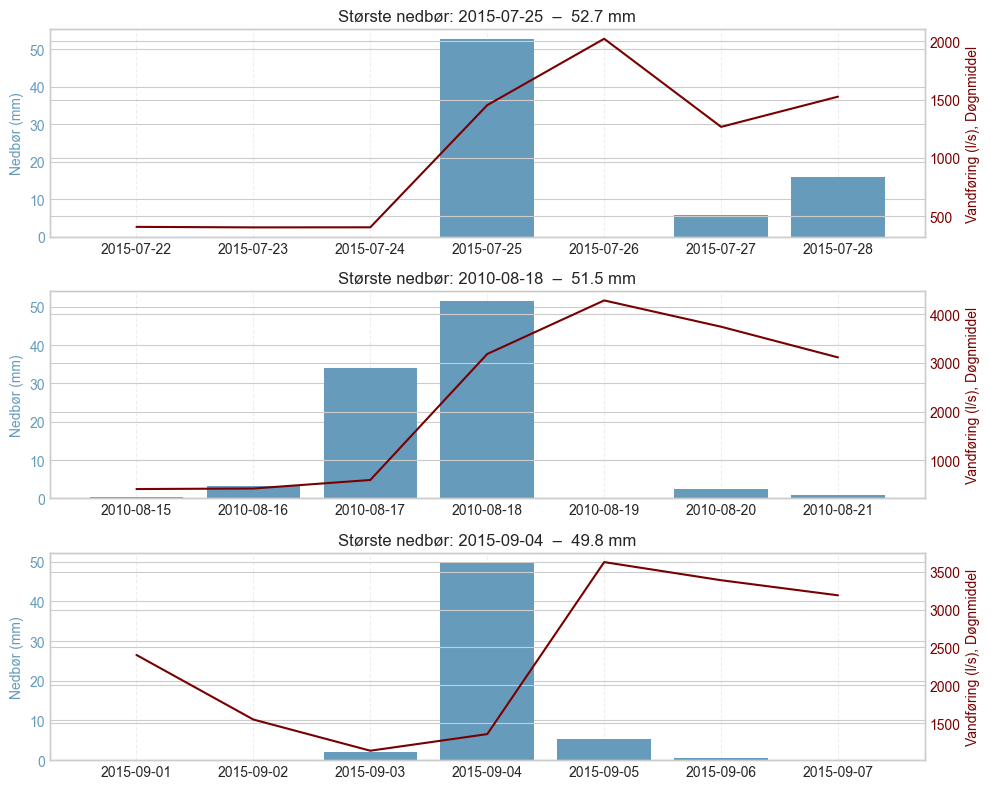 Største nedbør: 2015-07-25 – 52.7 mm
Nedbør (mm)
50
40
30
20
10
0
2000
1500
1000
500
Vandføring (l/s), Døgnmiddel
2015-07-22 2015-07-23 2015-07-24 2015-07-25 2015-07-26 2015-07-27 2015-07-28
Største nedbør: 2010-08-18 – 51.5 mm
Nedbør (mm)
50
40
30
20
10
0
4000
3000
2000
1000
Vandføring (l/s), Døgnmiddel
2010-08-15 2010-08-16 2010-08-17 2010-08-18 2010-08-19 2010-08-20 2010-08-21
Største nedbør: 2015-09-04 – 49.8 mm
Nedbør (mm)
50
40
30
20
10
0
3500
3000
2500
2000
1500
Vandføring (l/s), Døgnmiddel
2015-09-01 2015-09-02 2015-09-03 2015-09-04 2015-09-05 2015-09-06 2015-09-07